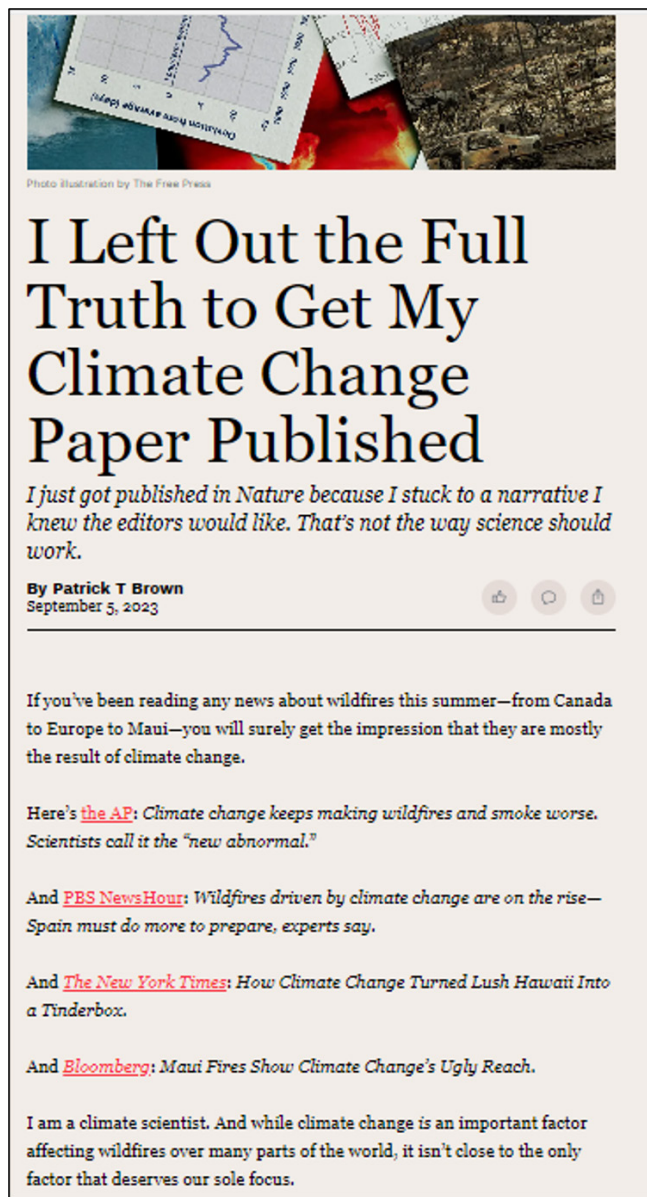 Deviation from average (days)
Photo illustration by The Free Press
I Left Out the Full
Truth to Get My
Climate Change
Paper Published
I just got published in Nature because I stuck to a narrative I
knew the editors would like. That’s not the way science should
work.
By Patrick T Brown
September 5, 2023
If you’ve been reading any news about wildfires this summer—from Canada
to Europe to Maui—you will surely get the impression that they are mostly
the result of climate change.
Here’s the AP: Climate change keeps making wildfires and smoke worse.
Scientists call it the “new abnormal.”
And PBS NewsHour: Wildfires driven by climate change are on the rise—
Spain must do more to prepare, experts say.
And The New York Times: How Climate Change Turned Lush Hawaii Into
a Tinderbox.
And Bloomberg: Maui Fires Show Climate Change’s Ugly Reach.
I am a climate scientist. And while climate change is an important factor
affecting wildfires over many parts of the world, it isn’t close to the only
factor that deserves our sole focus.